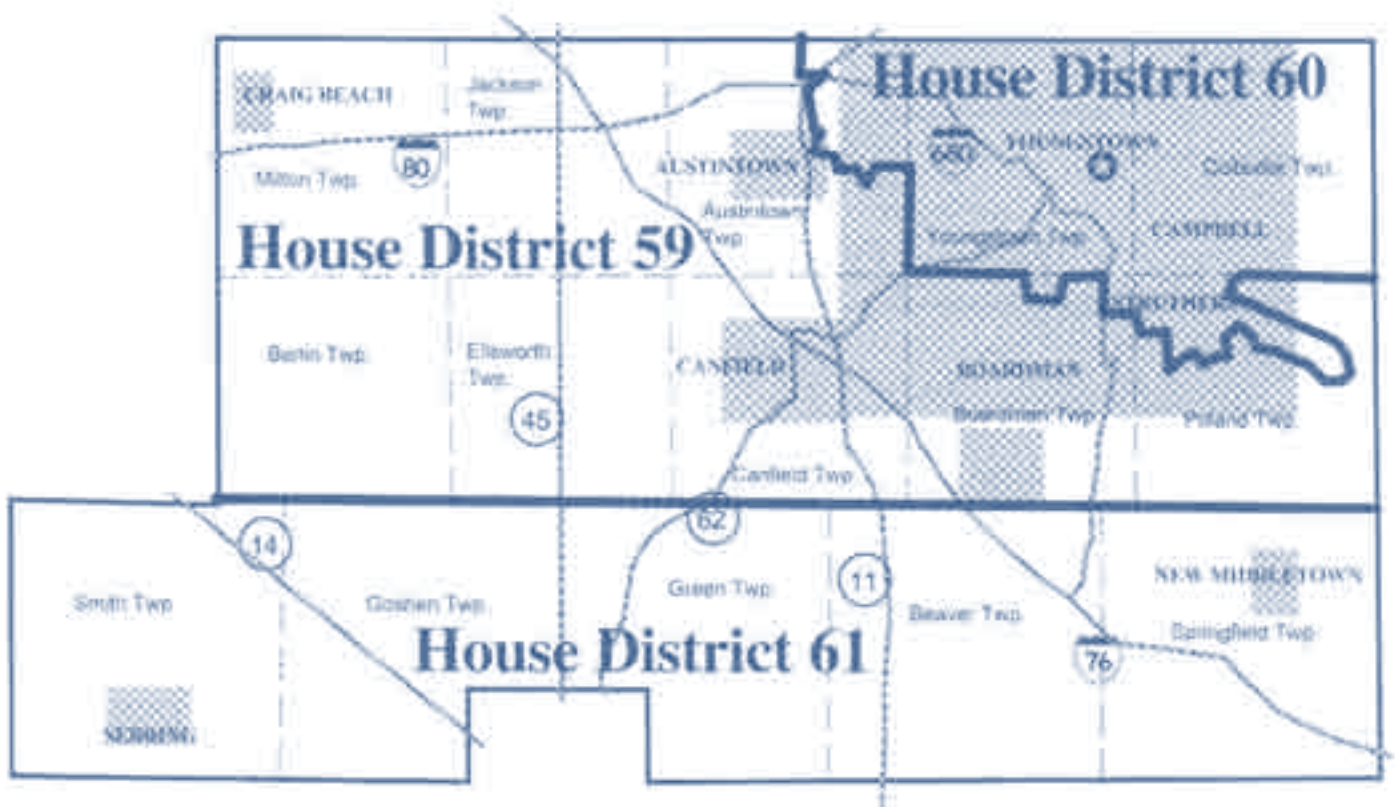 House District 60
CRAIG BEACH
Jackson
Twp.
680
YOUNGSTOWN
80
AUSTINTOWN
Milton Twp.
Coitsville Twp.
Austintown
Twp.
House District 59
Youngstown Twp.
CAMPBELL
STRUTHERS
Berlin Twp.
Ellsworth
Twp.
CANFIELD
BOARDMAN
45
Boardman Twp.
Poland Twp.
Canfield Twp.
62
14
11
NEW MIDDLETOWN
Smith Twp.
Goshen Twp.
Green Twp.
Beaver Twp.
Springfield Twp.
House District 61
76
SEBRING